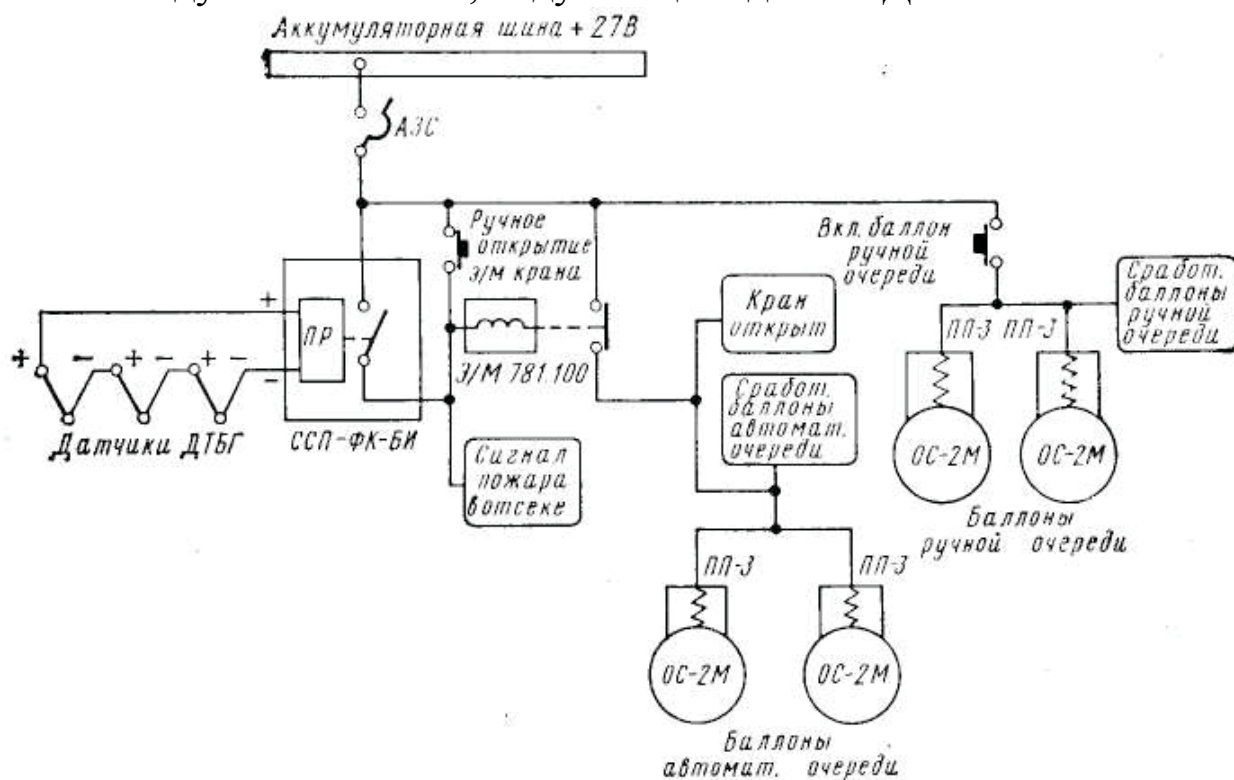 Аккумуляторная шина + 27В
АЗС
Ручное
открытие
э/м крана
Вкл. баллон
ручной
очереди
Сработ.
баллоны
ручной
очереди
Кран
открыт
+
ПР
+ - + - + - -
Э/М 781.100
ПП-3 ПП-3
Датчики ДТБГ
ССП-ФК-БИ
Сработ.
баллоны
автомат.
очереди
ОС-2М ОС-2М
Сигнал
пожара
в отсеке
Баллоны
ручной очереди
ПП-3 ПП-3
ОС-2М ОС-2М
Баллоны
автомат. очереди